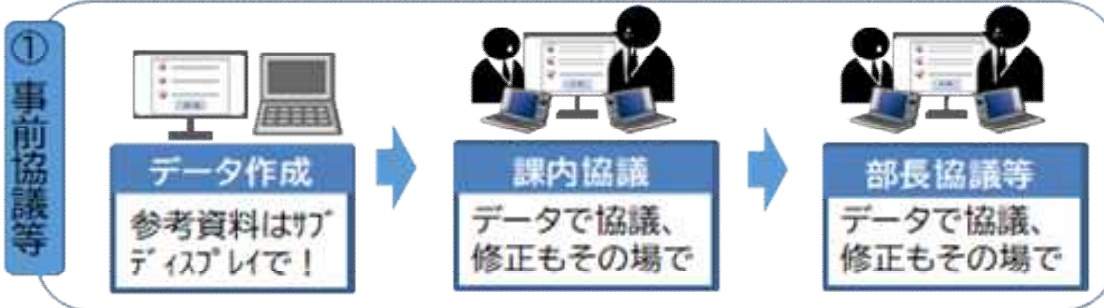 ① 事前協議等
データ作成
参考資料はｻﾌﾞ
ﾃﾞｨｽﾌﾟﾚｲで！
課内協議
データで協議、
修正もその場で
部長協議等
データで協議、
修正もその場で